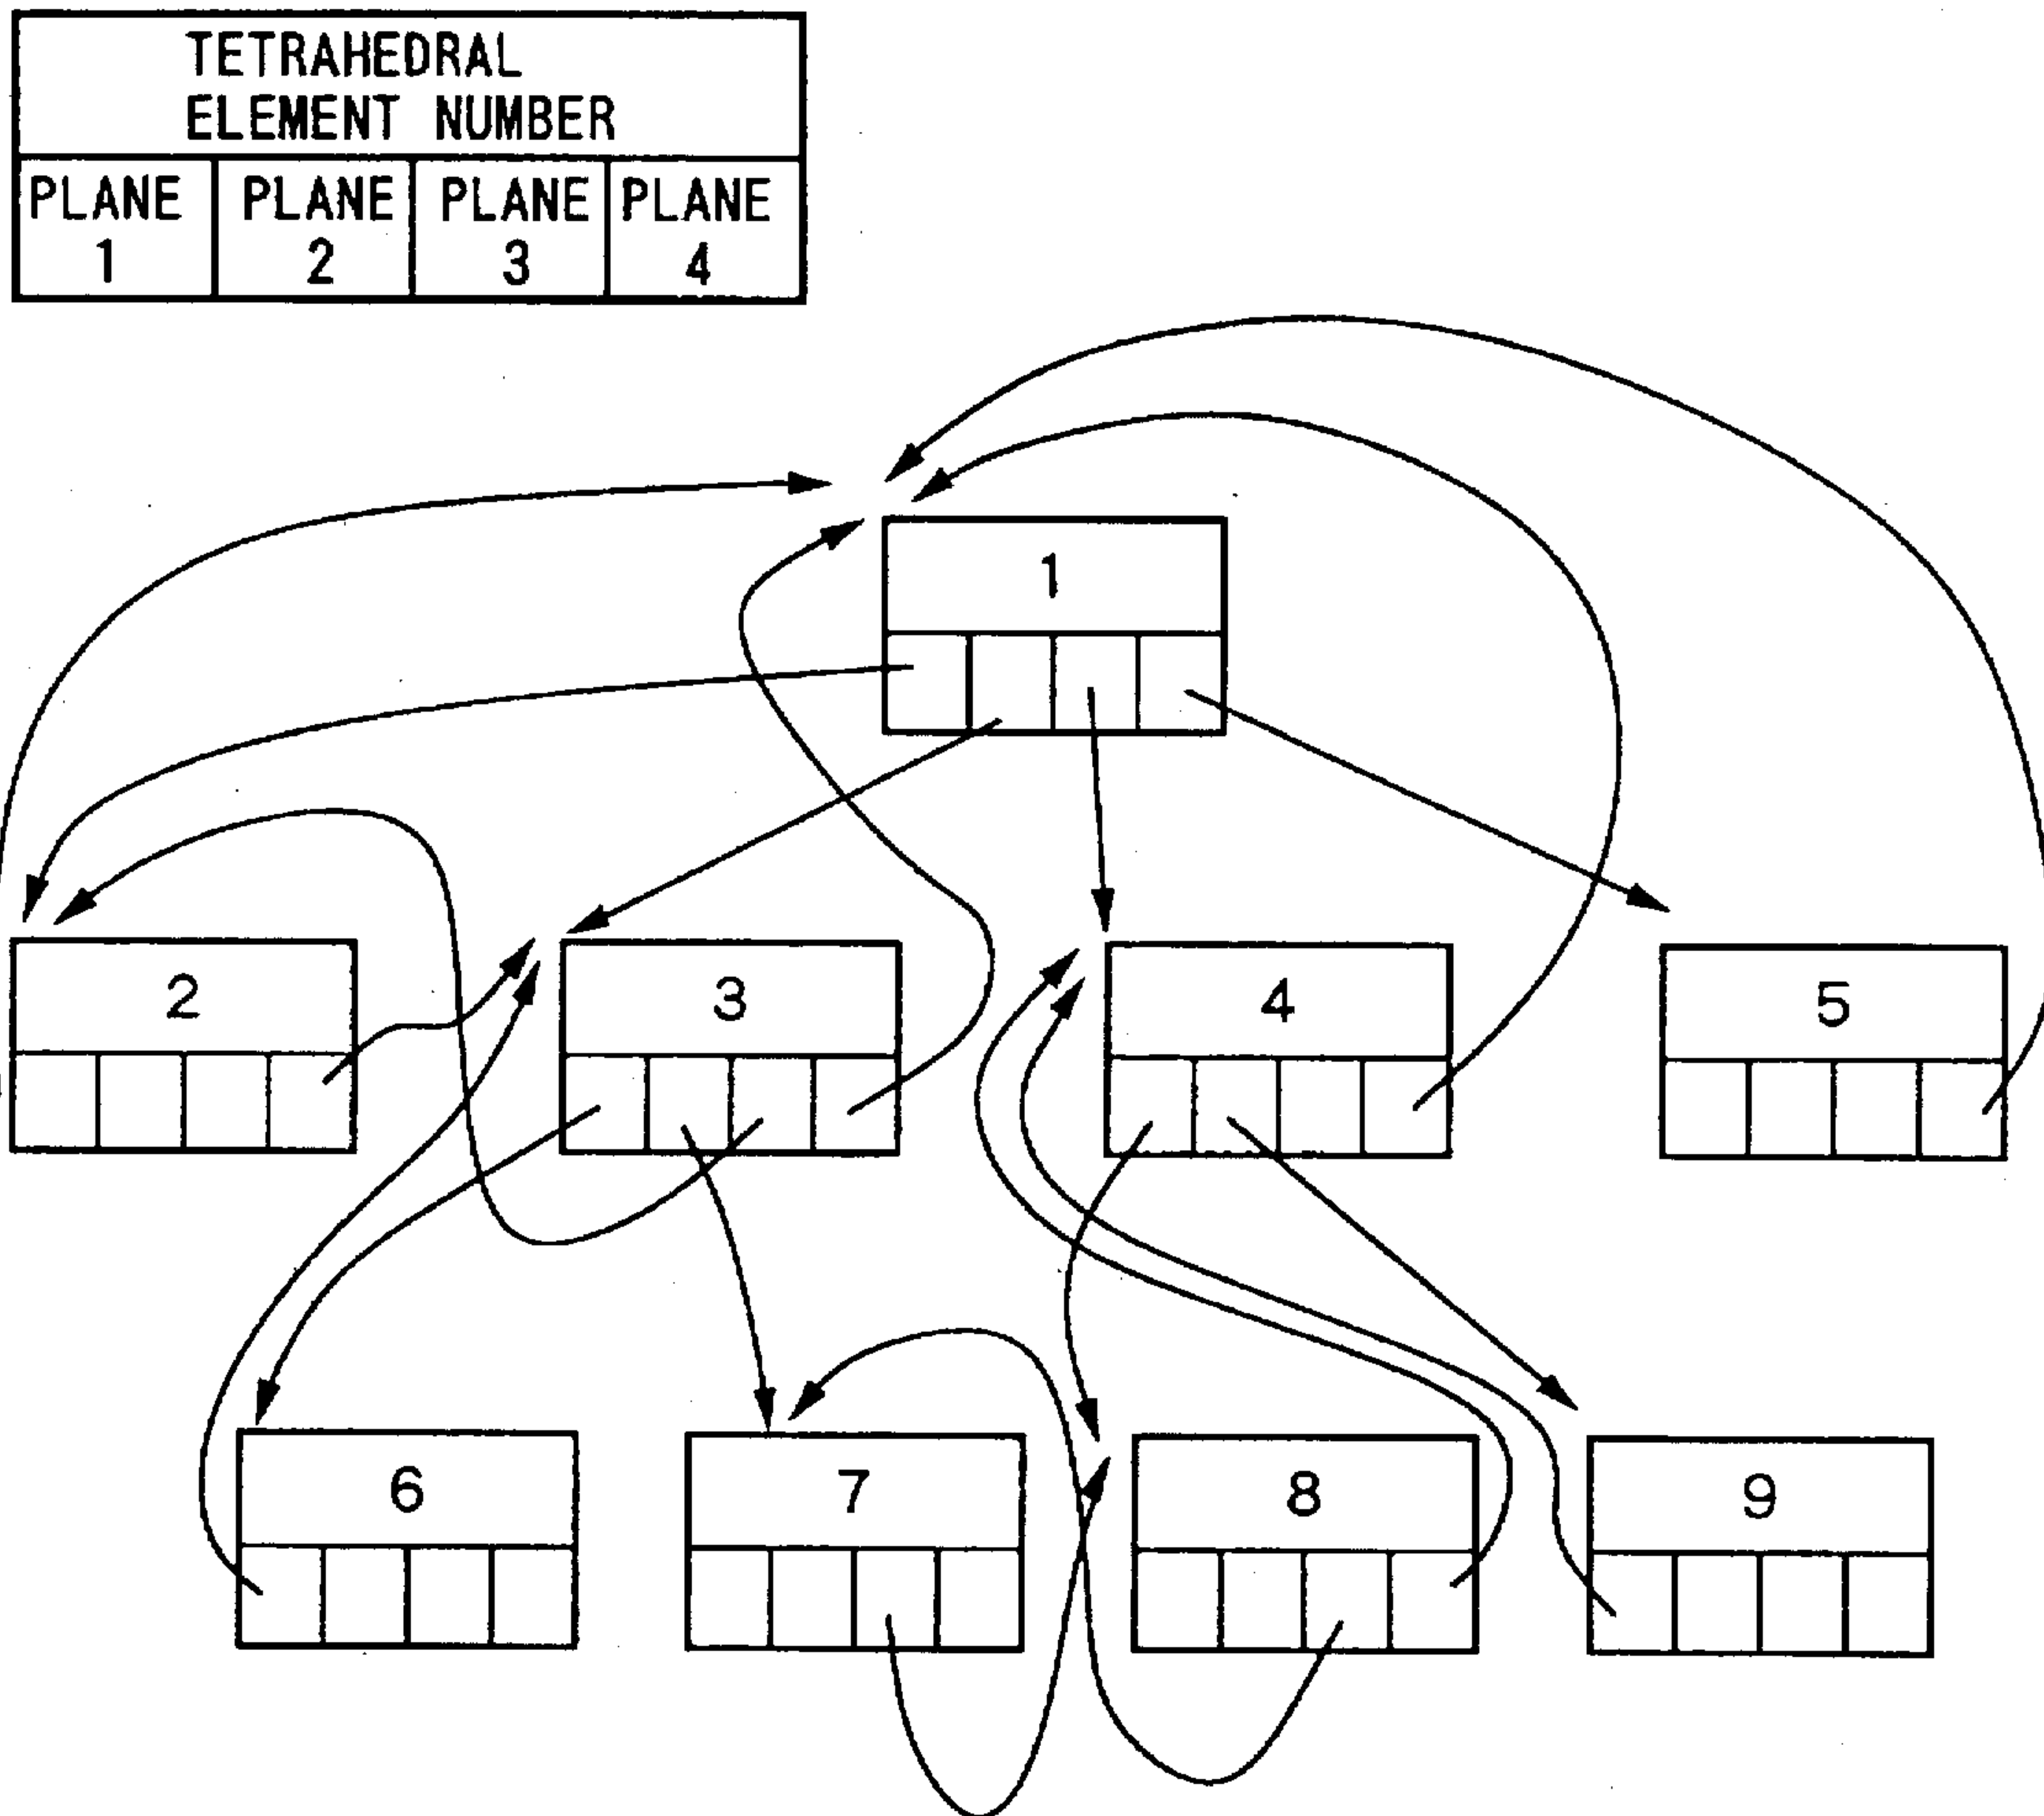 TETRAHEDRAL
ELEMENT NUMBER
PLANE 1 PLANE 2 PLANE 3 PLANE 4
1
2 3 4 5
6 7 8 9